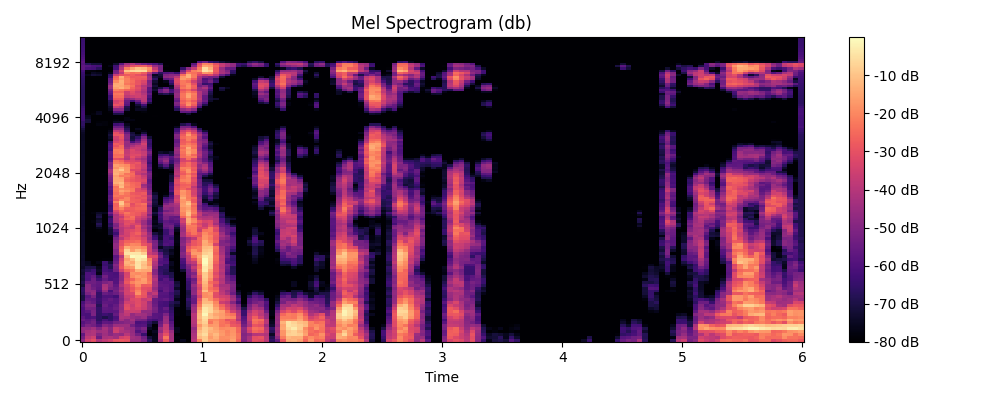 Mel Spectrogram (db)
8192
4096
2048
1024
512
0
Hz
0 1 2 3 4 5 6
Time
-10 dB
-20 dB
-30 dB
-40 dB
-50 dB
-60 dB
-70 dB
-80 dB